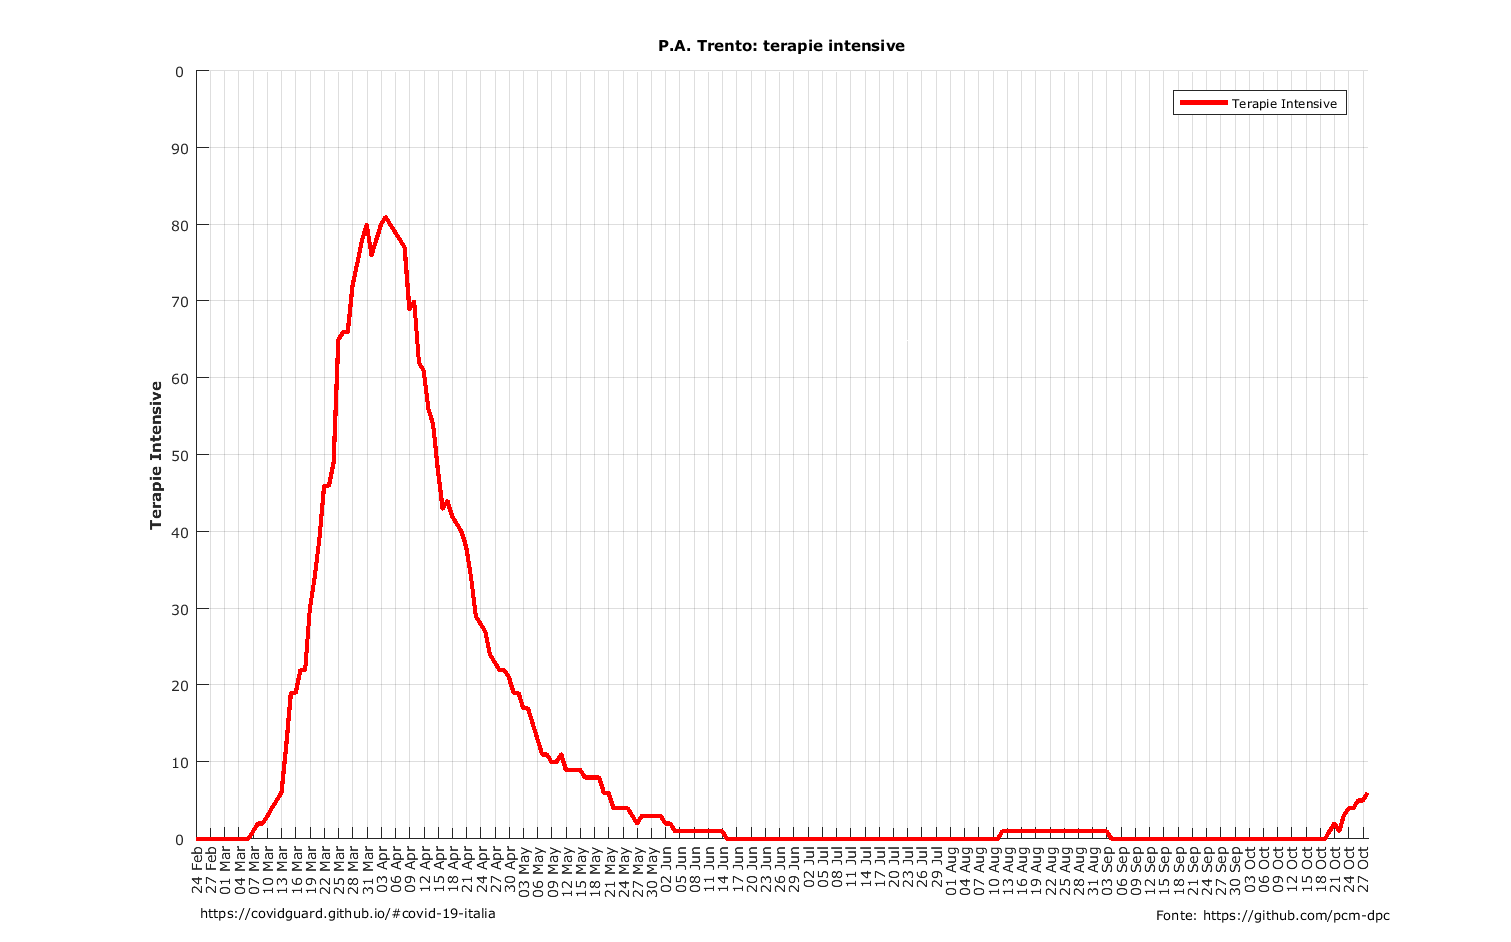 P.A. Trento: terapie intensive
0
Terapie Intensive
90
80
70
60
50
40
30
20
10
0
Terapie Intensive
24 Feb
27 Feb
01 Mar
04 Mar
07 Mar
10 Mar
13 Mar
16 Mar
19 Mar
22 Mar
25 Mar
28 Mar
31 Mar
03 Apr
06 Apr
09 Apr
12 Apr
15 Apr
18 Apr
21 Apr
24 Apr
27 Apr
30 Apr
03 May
06 May
09 May
12 May
15 May
18 May
21 May
24 May
27 May
30 May
02 Jun
05 Jun
08 Jun
11 Jun
14 Jun
17 Jun
20 Jun
23 Jun
26 Jun
29 Jun
02 Jul
05 Jul
08 Jul
11 Jul
14 Jul
17 Jul
20 Jul
23 Jul
26 Jul
29 Jul
01 Aug
04 Aug
07 Aug
10 Aug
13 Aug
16 Aug
19 Aug
22 Aug
25 Aug
28 Aug
31 Aug
03 Sep
06 Sep
09 Sep
12 Sep
15 Sep
18 Sep
21 Sep
24 Sep
27 Sep
30 Sep
03 Oct
06 Oct
09 Oct
12 Oct
15 Oct
18 Oct
21 Oct
24 Oct
27 Oct
https://covidguard.github.io/#covid-19-italia
Fonte: https://github.com/pcm-dpc